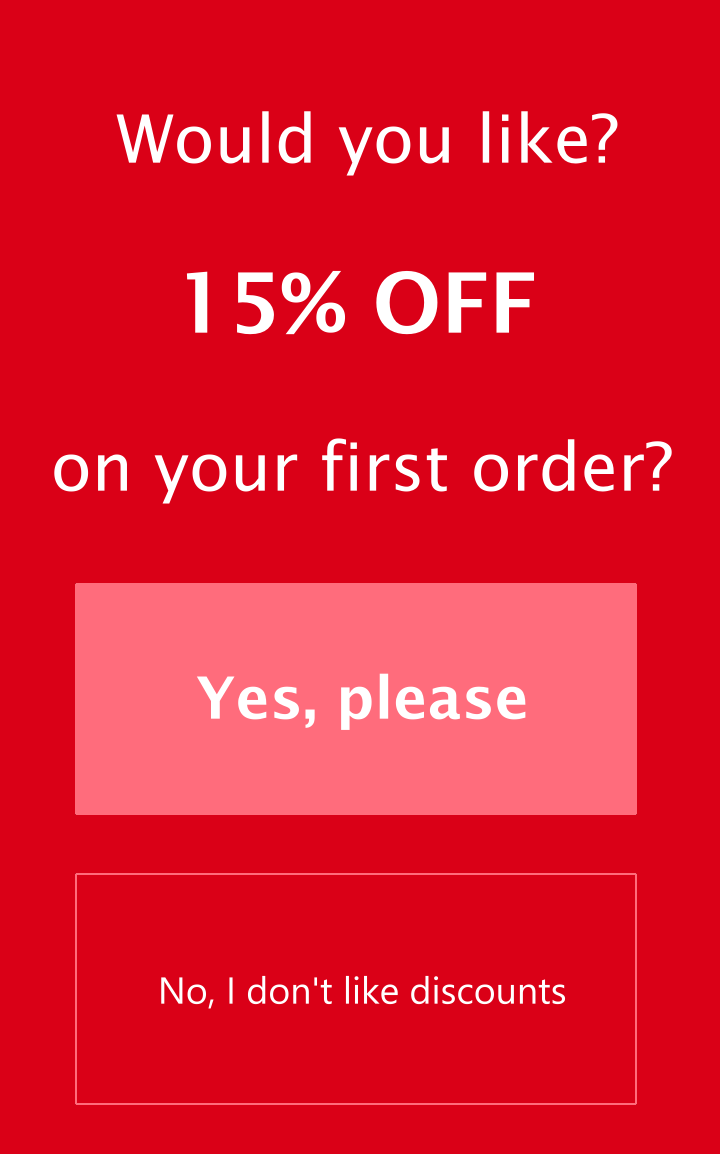 Would you like?
15% OFF
on your first order?
Yes, please
No, I don't like discounts